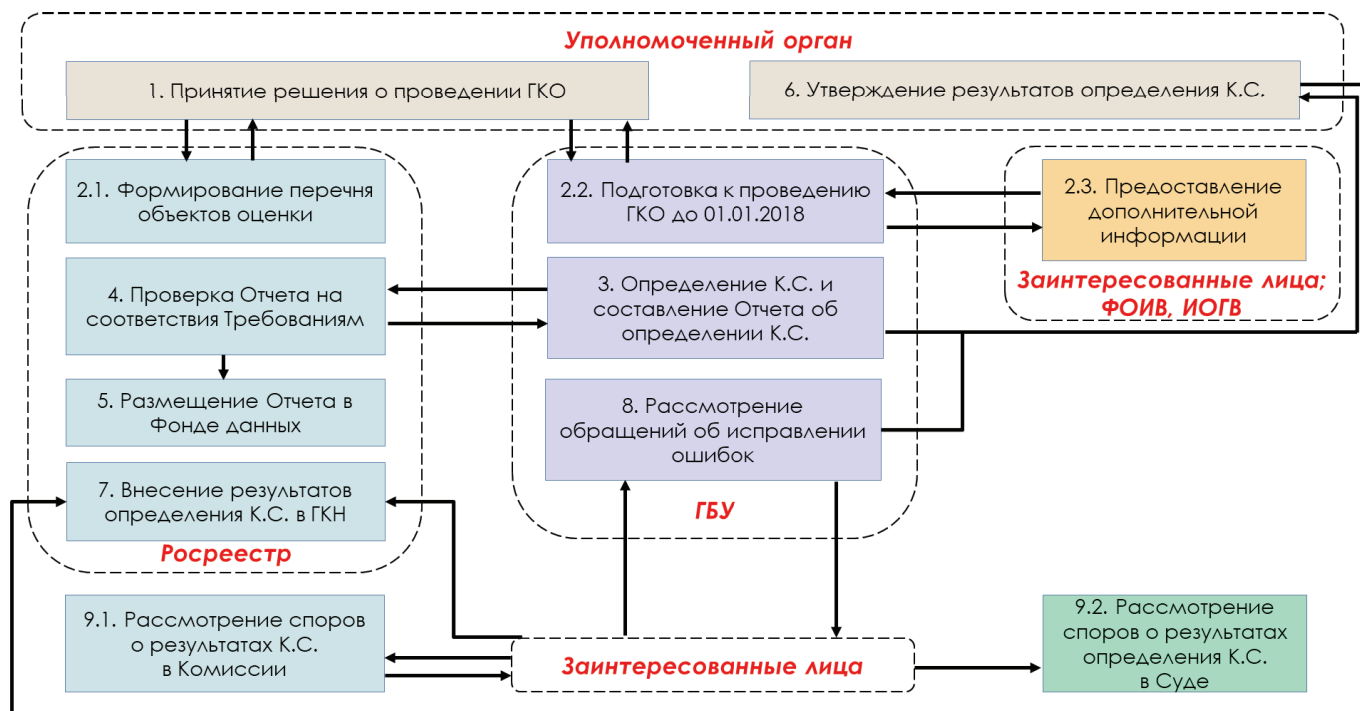 Уполномоченный орган
1. Принятие решения о проведении ГКО
6. Утверждение результатов определения К.С.
2.1. Формирование перечня
объектов оценки
2.2. Подготовка к проведению
ГКО до 01.01.2018
2.3. Предоставление
дополнительной
информации
Заинтересованные лица;
ФОИВ, ИОГВ
4. Проверка Отчета на
соответствия Требованиям
3. Определение К.С. и
составление Отчета об
определении К.С.
5. Размещение Отчета в
Фонде данных
8. Рассмотрение
обращений об исправлении
ошибок
7. Внесение результатов
определения К.С. в ГКН
Росреестр
ГБУ
9.1. Рассмотрение споров
о результатах К.С.
в Комиссии
Заинтересованные лица
9.2. Рассмотрение
споров о результатах
определения К.С.
в Суде